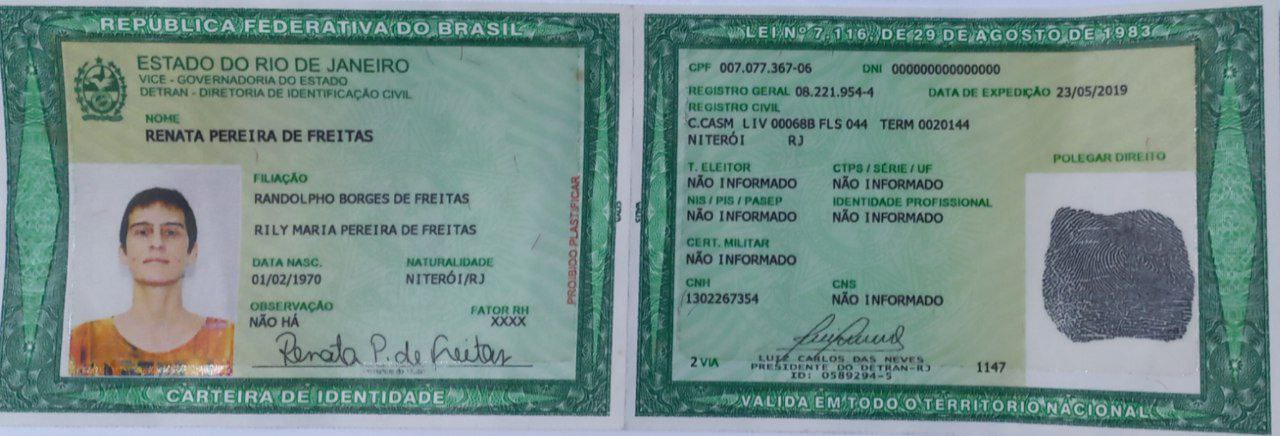 REPÚBLICA FEDERATIVA DO BRASIL
ESTADO DO RIO DE JANEIRO
VICE - GOVERNADORIA DO ESTADO
DETRAN - DIRETORIA DE IDENTIFICAÇÃO CIVIL
NOME
RENATA PEREIRA DE FREITAS
FILIAÇÃO
RANDOLPHO BORGES DE FREITAS
RILY MARIA PEREIRA DE FREITAS
DATA NASC. NATURALIDADE
01/02/1970 NITERÓI/RJ
OBSERVAÇÃO FATOR RH
NÃO HÁ XXXX
Renata P. de Freitas
PROIBIDO PLASTIFICAR
CARTEIRA DE IDENTIDADE
LEI Nº 7.116, DE 29 DE AGOSTO DE 1983
CPF 007.077.367-06 DNI 000000000000000
REGISTRO GERAL 08.221.954-4 DATA DE EXPEDIÇÃO 23/05/2019
REGISTRO CIVIL
C.CASM LIV 00068B FLS 044 TERM 0020144
NITERÓI RJ
POLEGAR DIREITO
T. ELEITOR CTPS / SÉRIE / UF
NÃO INFORMADO NÃO INFORMADO
NIS / PIS / PASEP IDENTIDADE PROFISSIONAL
NÃO INFORMADO NÃO INFORMADO
CERT. MILITAR
NÃO INFORMADO
CNH CNS
1302267354 NÃO INFORMADO
2 VIA LUIZ CARLOS DAS NEVES
PRESIDENTE DO DETRAN-RJ 1147
ID: 0589294-5
VALIDA EM TODO O TERRITORIO NACIONAL